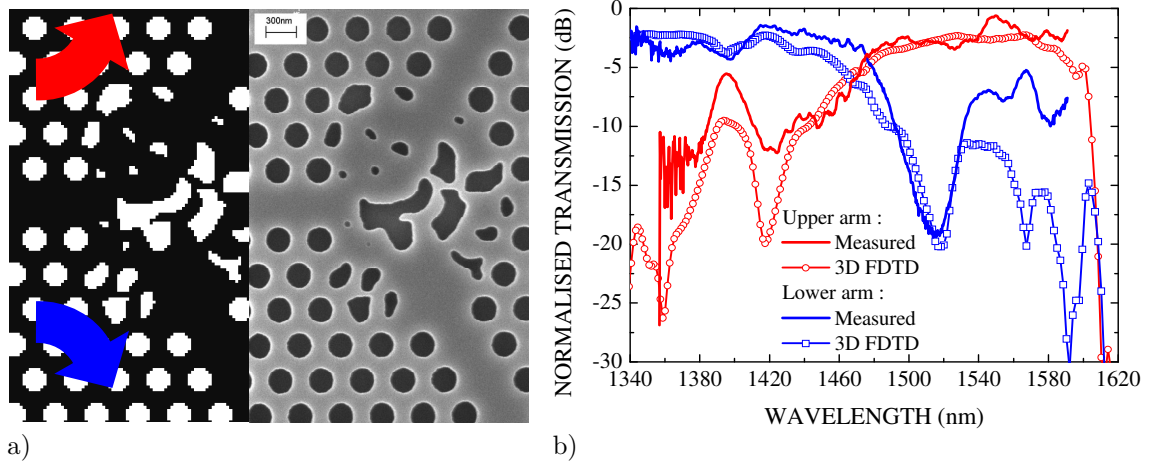 300nm
a)
NORMALISED TRANSMISSION (dB)
0
-5
-10
-15
-20
-25
-30
Upper arm :
Measured
3D FDTD
Lower arm :
Measured
3D FDTD
1340 1380 1420 1460 1500 1540 1580 1620
WAVELENGTH (nm)
b)